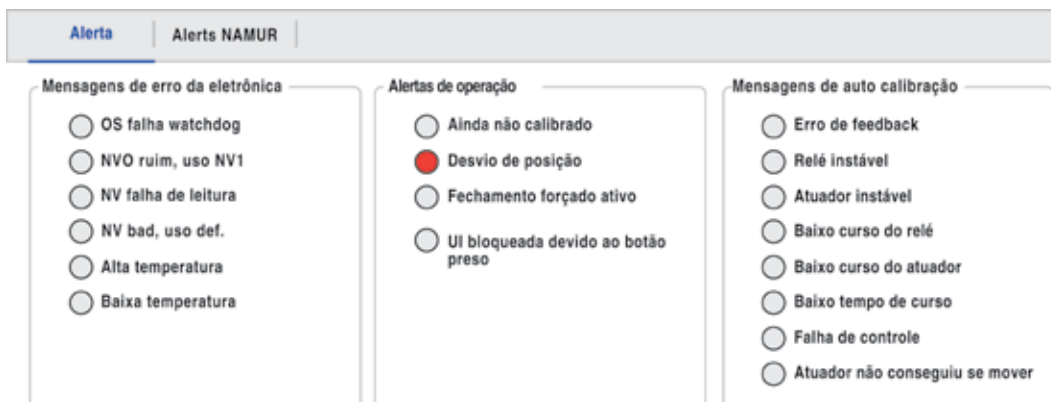 Alerta
Alerts NAMUR
Mensagens de erro da eletrônica
OS falha watchdog
NVO ruim, uso NV1
NV falha de leitura
NV bad, uso def.
Alta temperatura
Baixa temperatura
Alertas de operação
Ainda não calibrado
Desvio de posição
Fechamento forçado ativo
UI bloqueada devido ao botão
preso
Mensagens de auto calibração
Erro de feedback
Relé instável
Atuador instável
Baixo curso do relé
Baixo curso do atuador
Baixo tempo de curso
Falha de controle
Atuador não conseguiu se mover